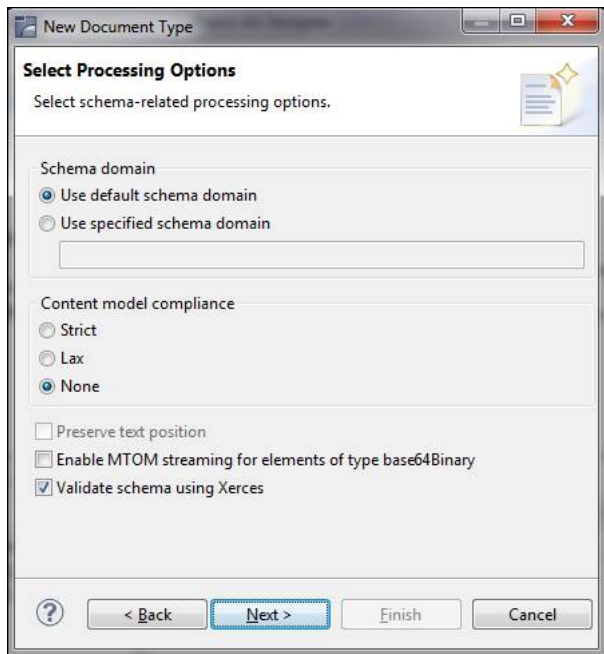 New Document Type
Select Processing Options
Select schema-related processing options.
Schema domain
Use default schema domain
Use specified schema domain
Content model compliance
Strict
Lax
None
Preserve text position
Enable MTOM streaming for elements of type base64Binary
Validate schema using Xerces
? < Back Next > Finish Cancel